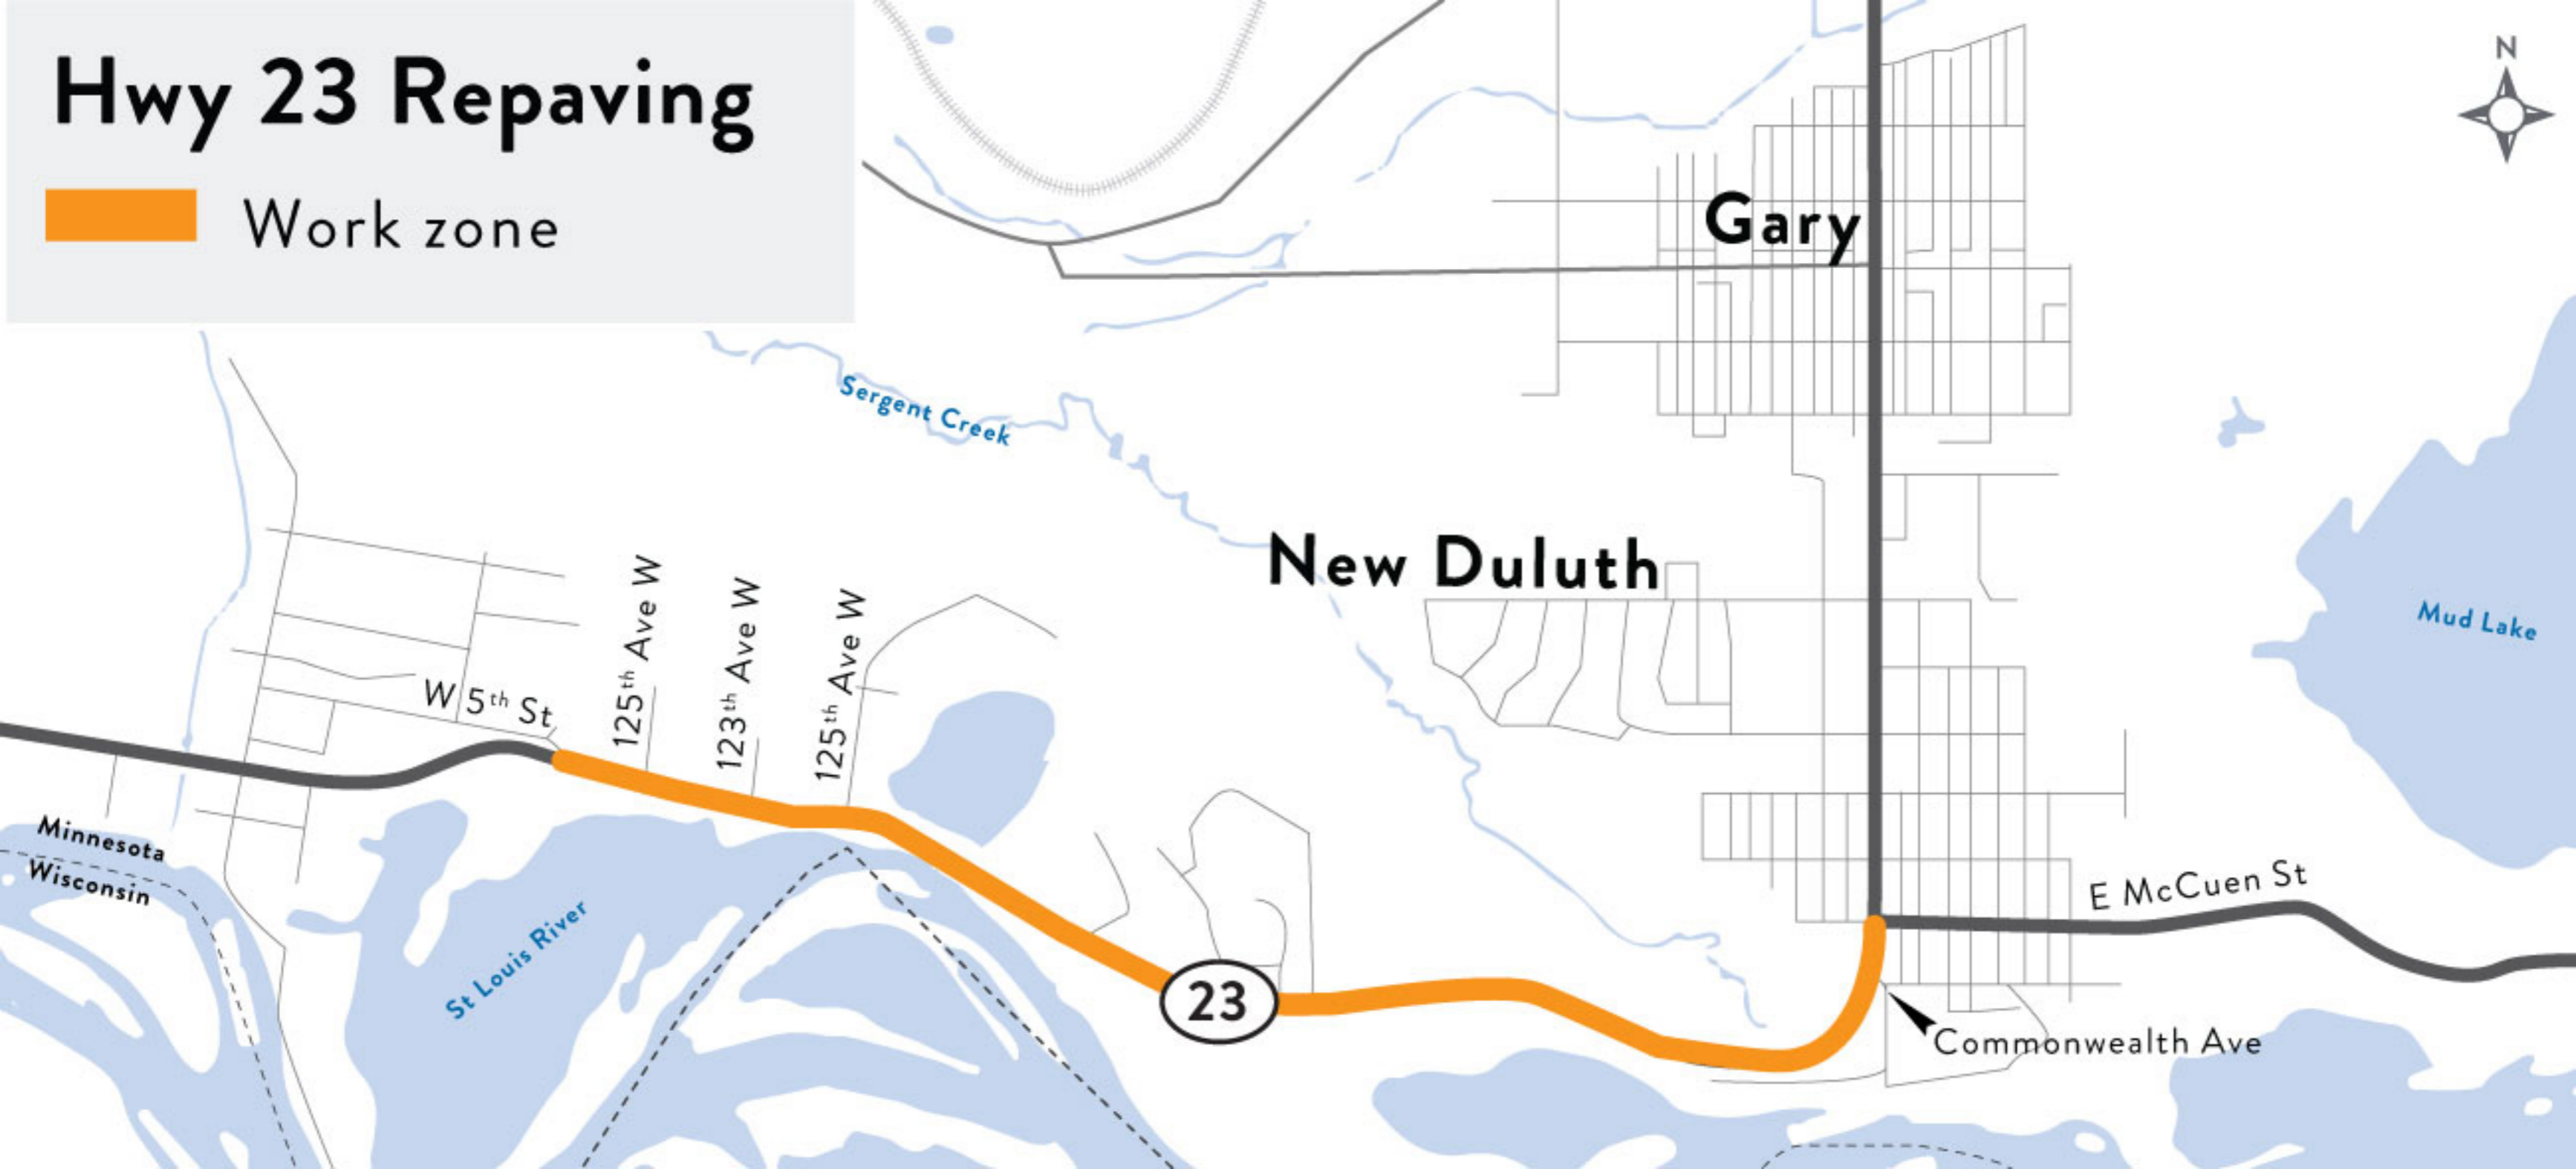 Hwy 23 Repaving
Work zone
N
Gary
Sergent Creek
New Duluth
Mud Lake
125th Ave W
123th Ave W
125th Ave W
W 5th St
Minnesota
Wisconsin
St Louis River
23
E McCuen St
Commonwealth Ave